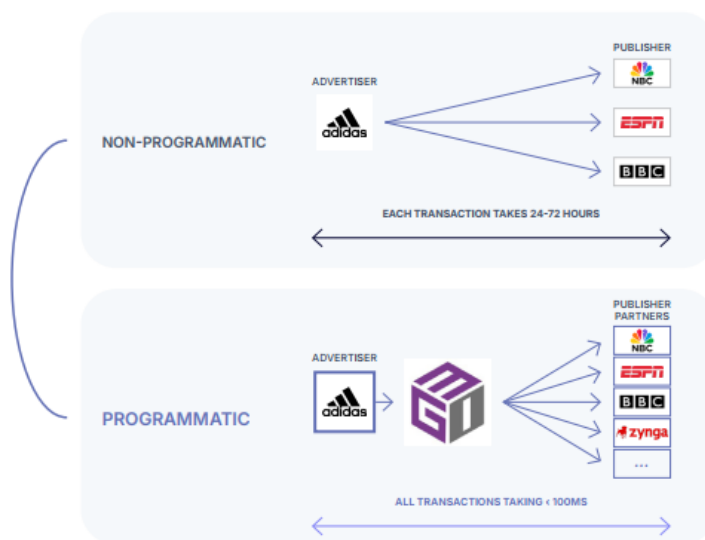 PUBLISHER
NBC
ADVERTISER
adidas
ESPN
NON-PROGRAMMATIC
BBC
EACH TRANSACTION TAKES 24-72 HOURS
PUBLISHER
PARTNERS
NBC
ADVERTISER
ESPN
adidas
BBC
PROGRAMMATIC
zynga
...
ALL TRANSACTIONS TAKING < 100MS